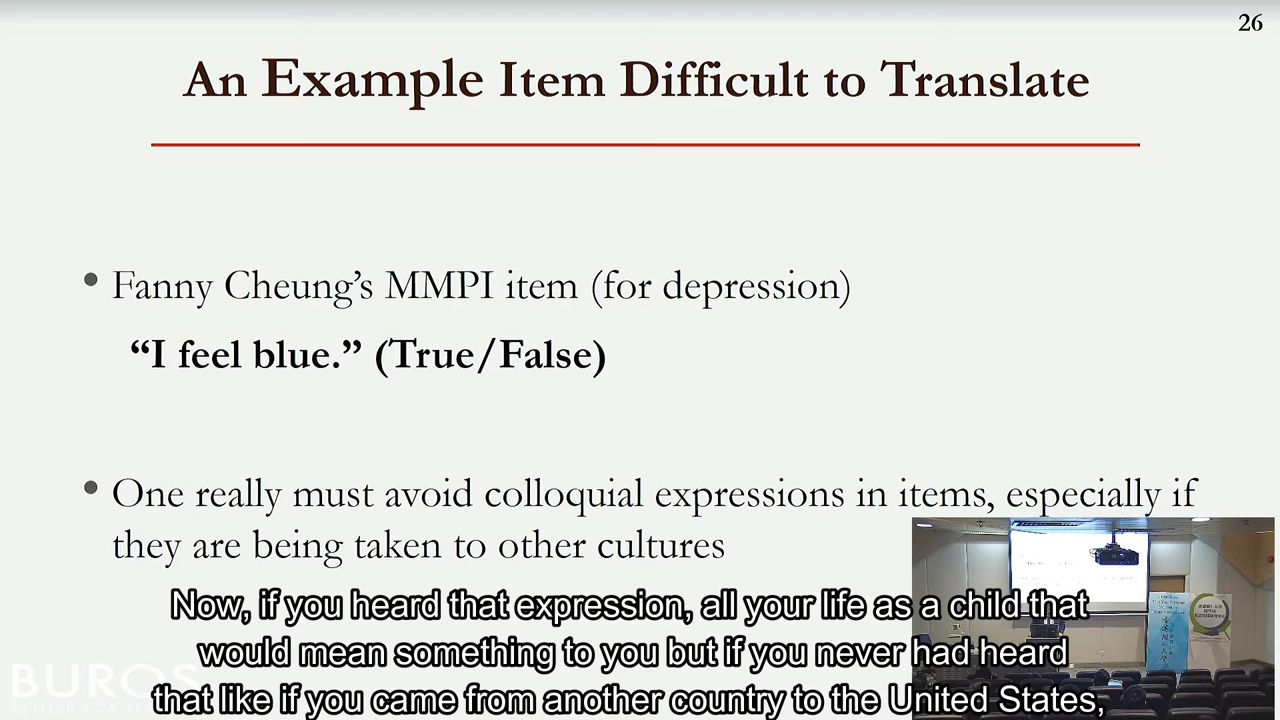 26
An Example Item Difficult to Translate
• Fanny Cheung’s MMPI item (for depression)
“I feel blue.” (True/False)
• One really must avoid colloquial expressions in items, especially if
they are being taken to other cultures
Now, if you heard that expression, all your life as a child that
would mean something to you but if you never had heard
that like if you came from another country to the United States,
BUROS
CENTER FOR